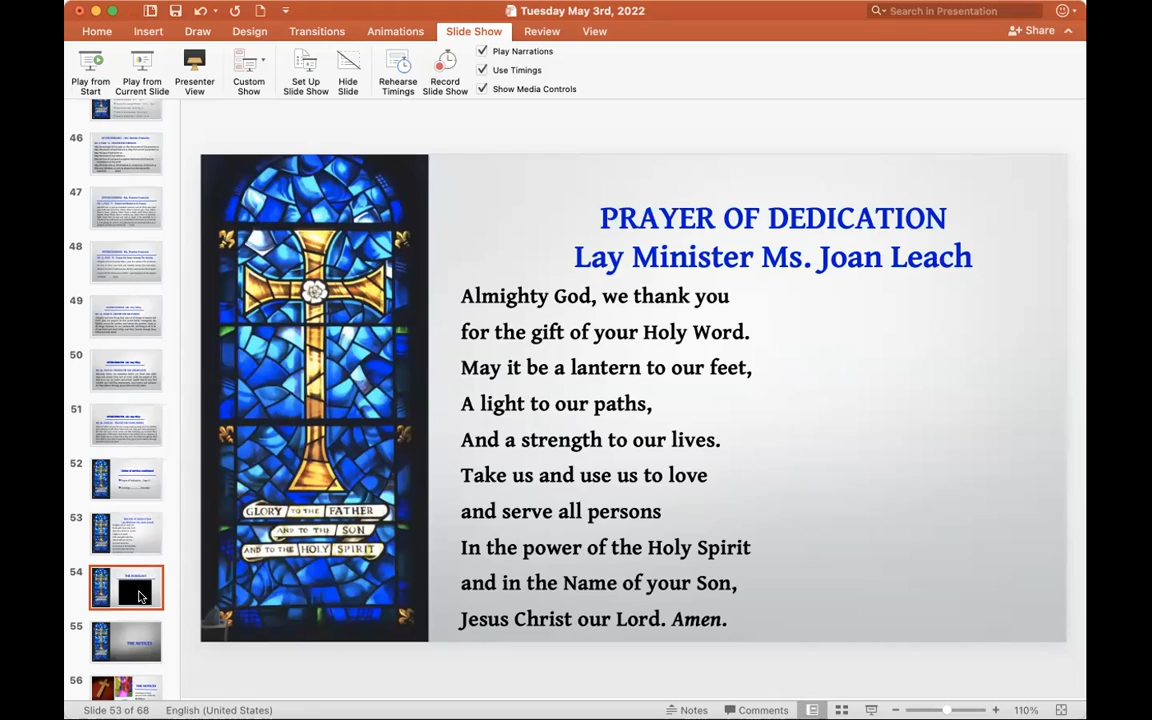 Tuesday May 3rd, 2022
Search in Presentation
Home Insert Draw Design Transitions Animations Slide Show Review View
Share
Play from Start
Play from Current Slide
Presenter View
Custom Show
Set Up Slide Show
Hide Slide
Rehearse Timings
Record Slide Show
Play Narrations
Use Timings
Show Media Controls
46
47
48
49
50
51
52
53
54
55
56
THE NOTICES
PRAYER OF DEDICATION
Lay Minister Ms. Joan Leach
Almighty God, we thank you
for the gift of your Holy Word.
May it be a lantern to our feet,
A light to our paths,
And a strength to our lives.
Take us and use us to love
and serve all persons
In the power of the Holy Spirit
and in the Name of your Son,
Jesus Christ our Lord. Amen.
GLORY TO THE FATHER
AND TO THE SON
AND TO THE HOLY SPIRIT
Slide 53 of 68 English (United States)
Notes Comments 110%